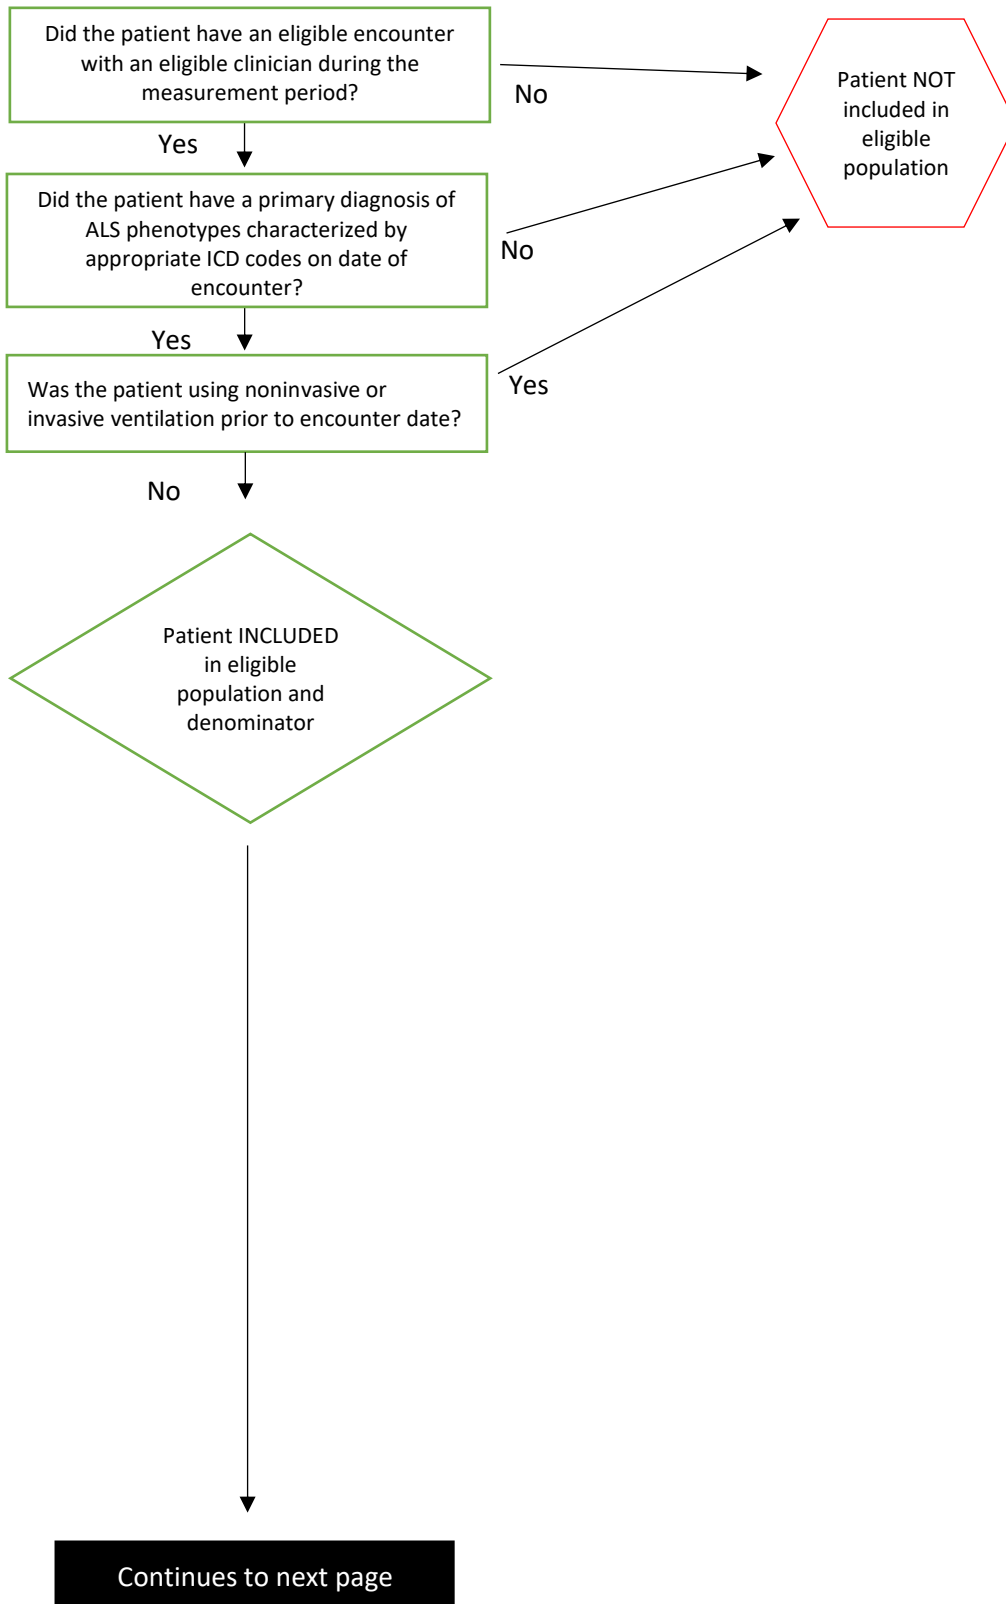 Did the patient have an eligible encounter
with an eligible clinician during the
measurement period?
No
Patient NOT
included in
eligible
population
Yes
Did the patient have a primary diagnosis of
ALS phenotypes characterized by
appropriate ICD codes on date of
encounter?
No
Yes
Was the patient using noninvasive or
invasive ventilation prior to encounter date?
Yes
No
Patient INCLUDED
in eligible
population and
denominator
Continues to next page